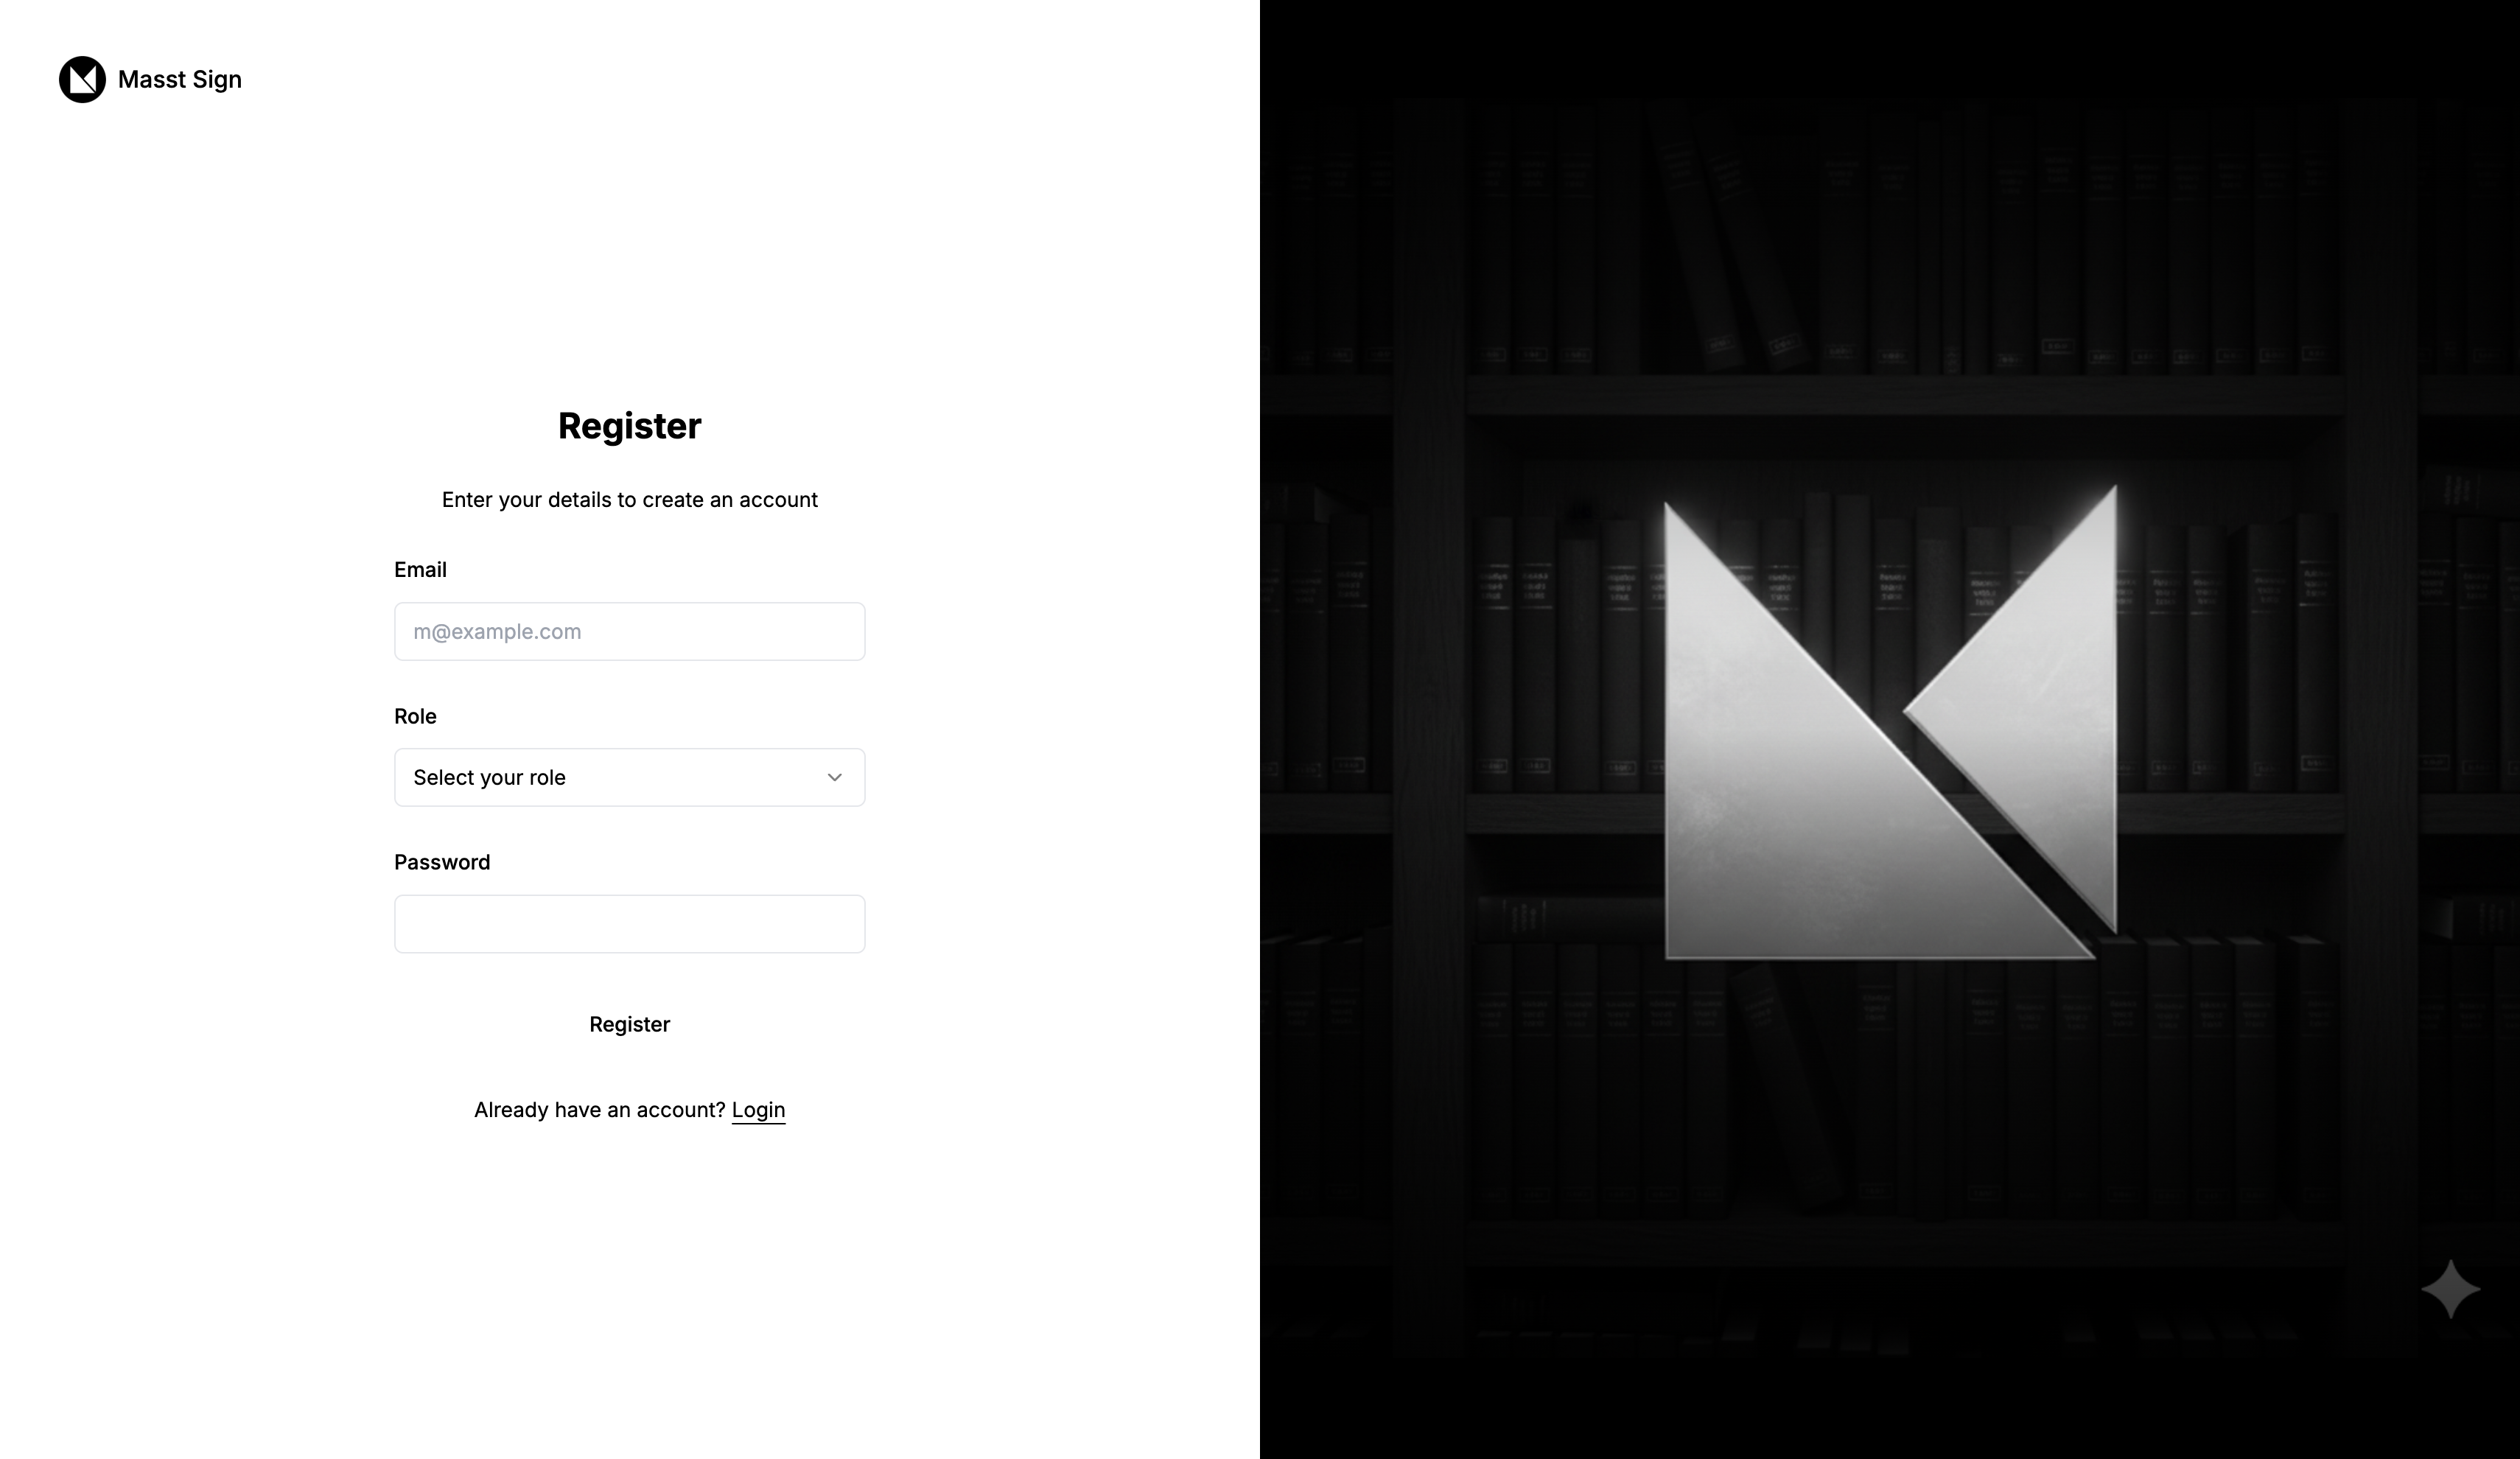 Masst Sign
Register
Enter your details to create an account
Email
m@example.com
Role
Select your role
Password
Register
Already have an account? Login